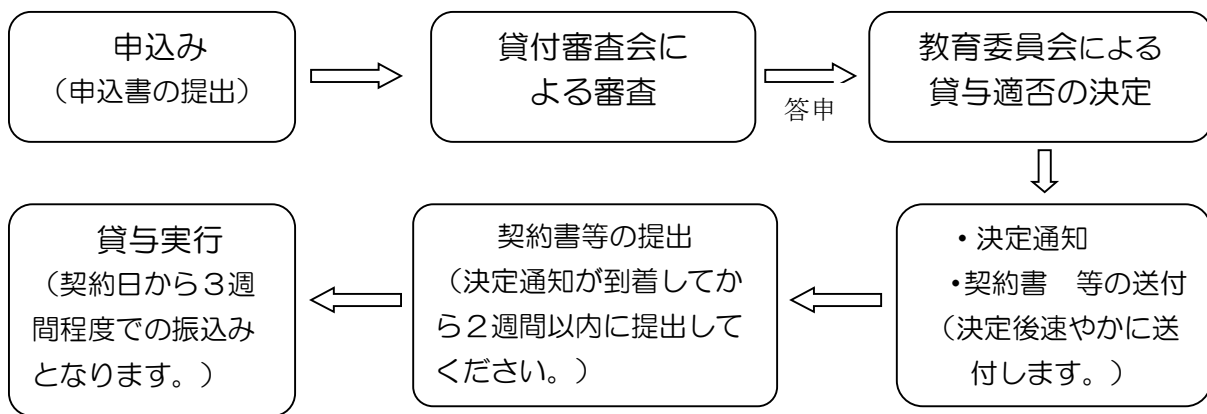 申込み
（申込書の提出）
貸付審査会に
よる審査
答申
教育委員会による
貸与適否の決定
・決定通知
・契約書　等の送付
（決定後速やかに送
付します。）
契約書等の提出
（決定通知が到着してか
ら２週間以内に提出して
ください。）
貸与実行
（契約日から３週
間程度での振込み
となります。）